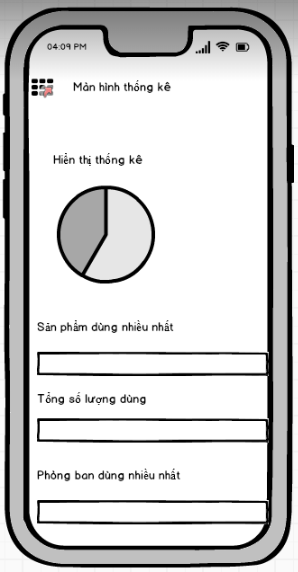 04:09 PM
Màn hình thống kê
Hiển thị thống kê
Sản phẩm dùng nhiều nhất
Tổng số lượng dùng
Phòng ban dùng nhiều nhất